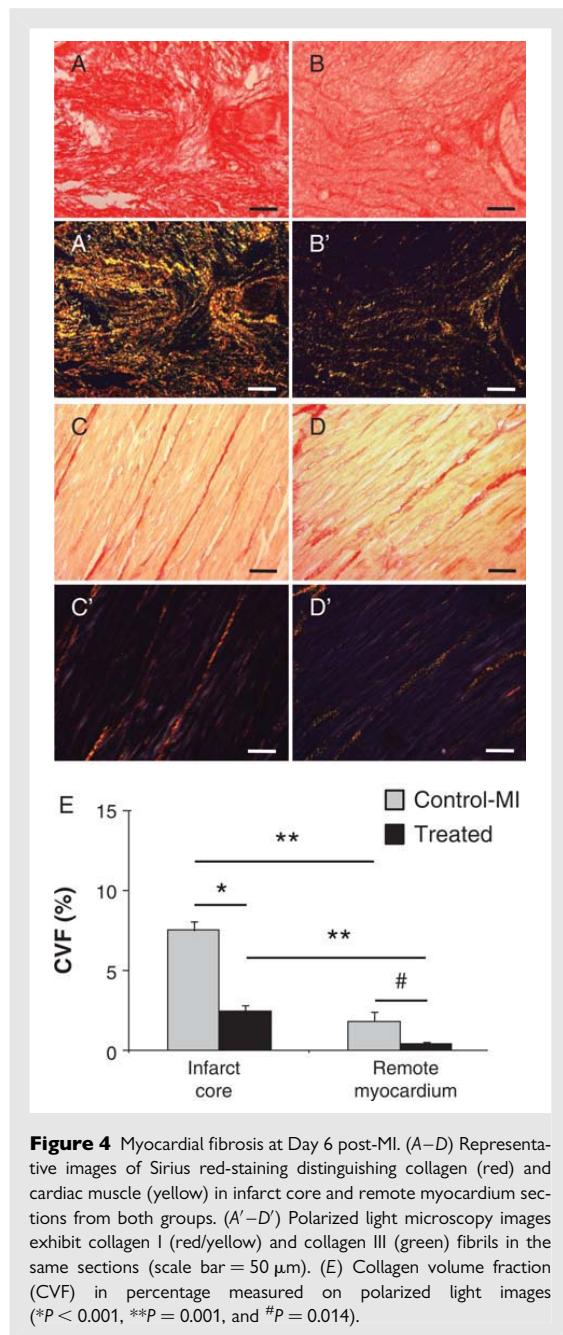 A B
A′ B′
C D
C′ D′
E
Control-MI
Treated
15
10
5
0
CVF (%)
**
*
**
#
Infarct
core
Remote
myocardium
Figure 4 Myocardial fibrosis at Day 6 post-MI. (A–D) Representa-
tive images of Sirius red-staining distinguishing collagen (red) and
cardiac muscle (yellow) in infarct core and remote myocardium sec-
tions from both groups. (A′–D′) Polarized light microscopy images
exhibit collagen I (red/yellow) and collagen III (green) fibrils in the
same sections (scale bar = 50 μm). (E) Collagen volume fraction
(CVF) in percentage measured on polarized light images
(*P < 0.001, **P = 0.001, and #P = 0.014).